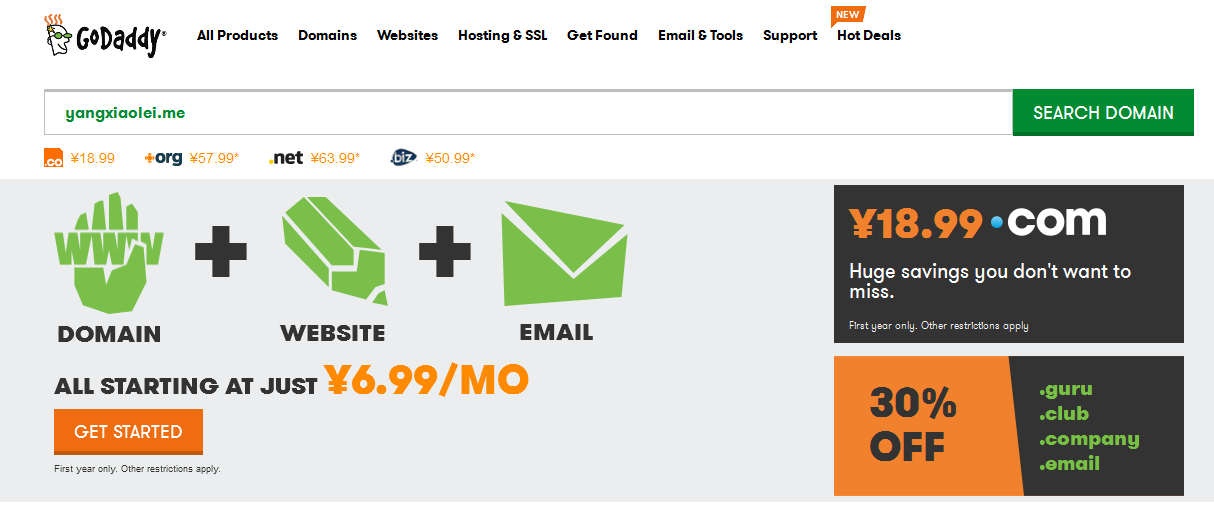 NEW
GoDaddy®
All Products Domains Websites Hosting & SSL Get Found Email & Tools Support Hot Deals
yangxiaolei.me
SEARCH DOMAIN
.co ¥18.99 .org ¥57.99* .net ¥63.99* .biz ¥50.99*
WWW
DOMAIN WEBSITE EMAIL
ALL STARTING AT JUST ¥6.99/MO
GET STARTED
First year only. Other restrictions apply.
¥18.99 .com
Huge savings you don't want to
miss.
First year only. Other restrictions apply
30%
OFF
.guru
.club
.company
.email